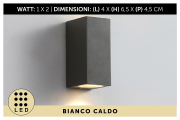 WATT: 1 X 2 | DIMENSIONI: (L) 4 X (H) 6,5 X (P) 4,5 CM
LED
BIANCO CALDO